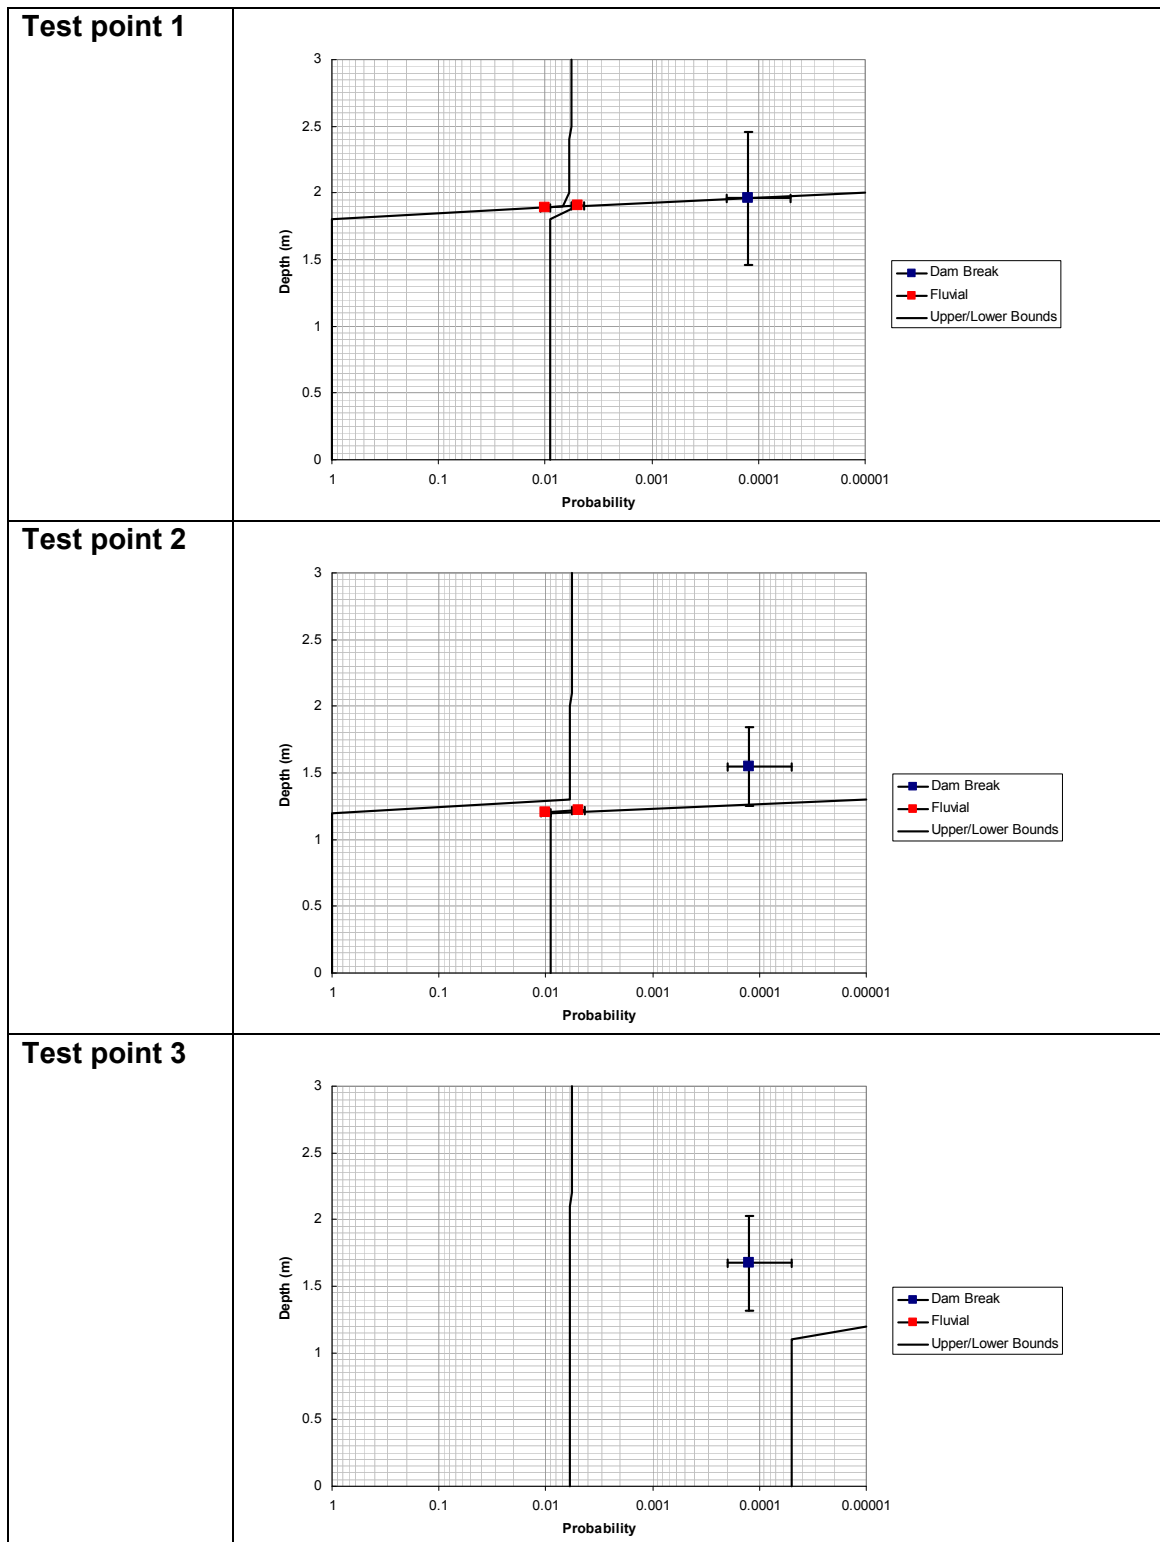 Test point 1
3
2.5
2
1.5
1
0.5
0
Depth (m)
1 0.1 0.01 0.001 0.0001 0.00001
Probability
Dam Break
Fluvial
Upper/Lower Bounds
Test point 2
3
2.5
2
1.5
1
0.5
0
Depth (m)
1 0.1 0.01 0.001 0.0001 0.00001
Probability
Dam Break
Fluvial
Upper/Lower Bounds
Test point 3
3
2.5
2
1.5
1
0.5
0
Depth (m)
1 0.1 0.01 0.001 0.0001 0.00001
Probability
Dam Break
Fluvial
Upper/Lower Bounds